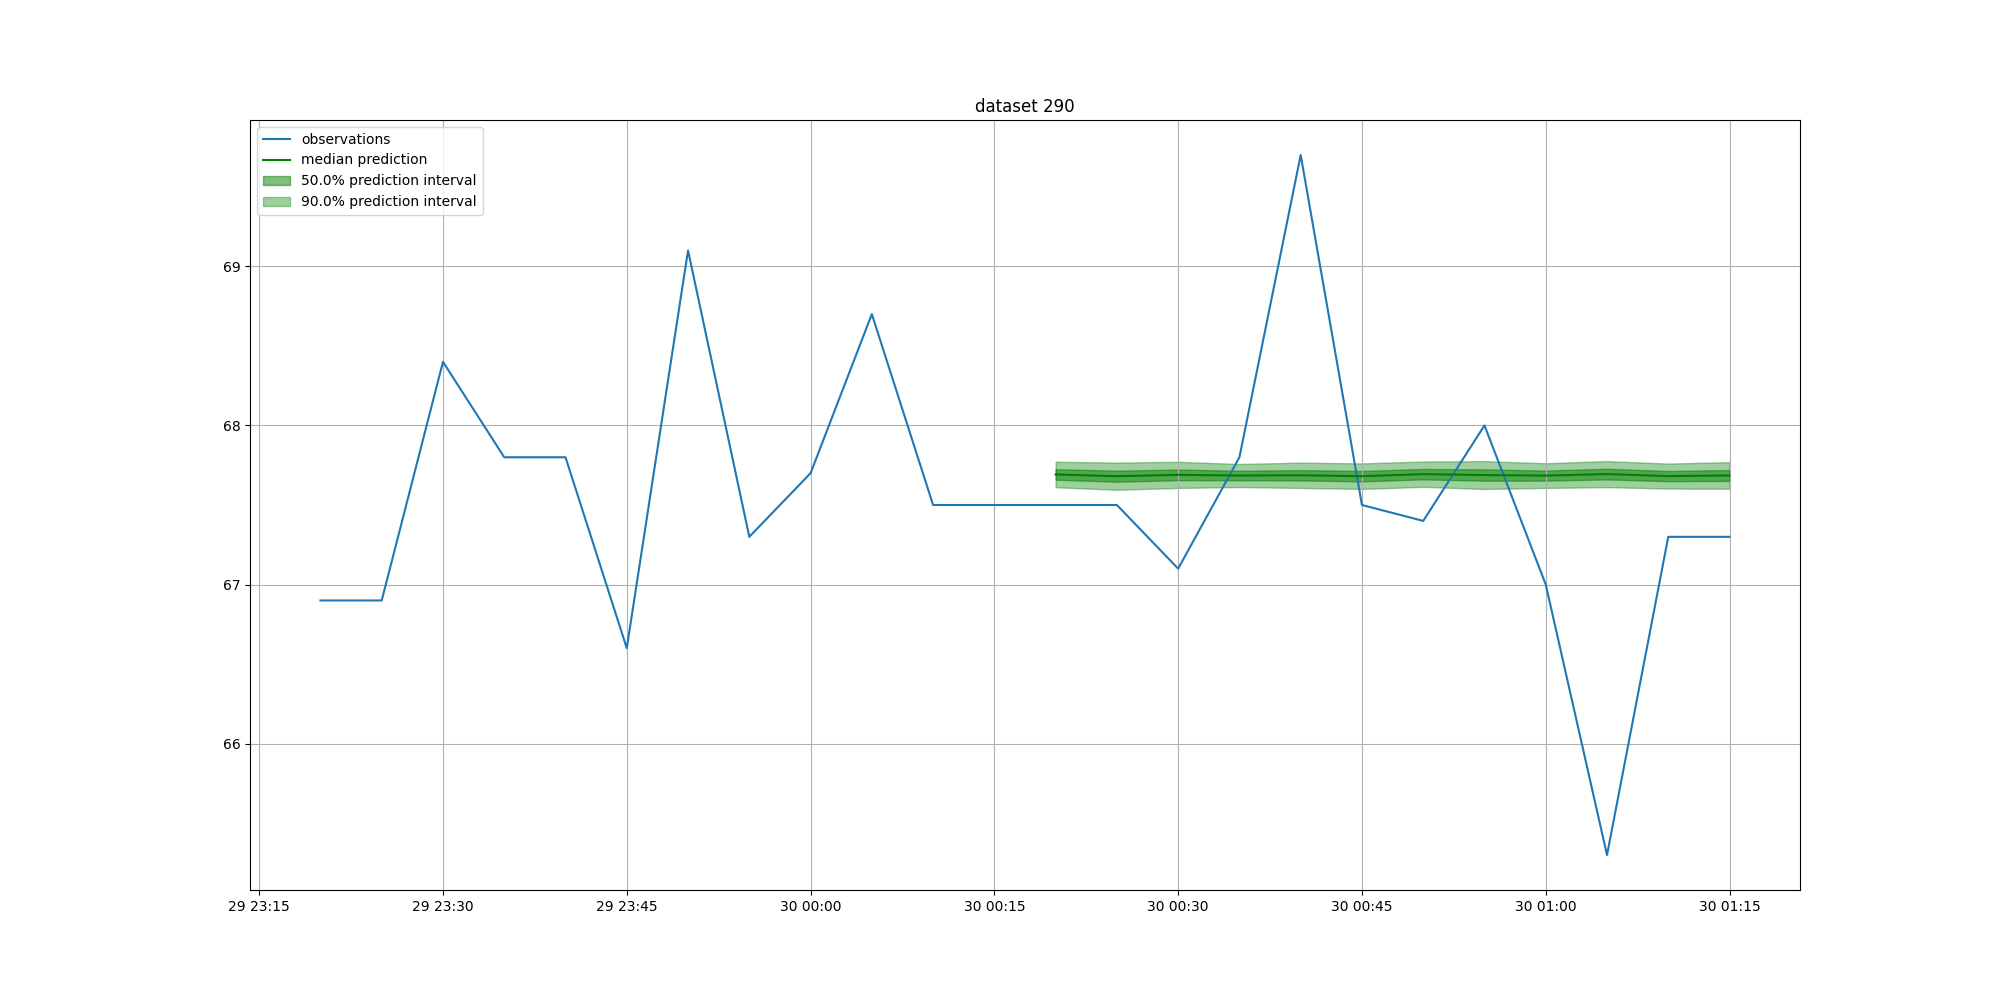 dataset 290
observations
median prediction
50.0% prediction interval
90.0% prediction interval
69
68
67
66
29 23:15 29 23:30 29 23:45 30 00:00 30 00:15 30 00:30 30 00:45 30 01:00 30 01:15